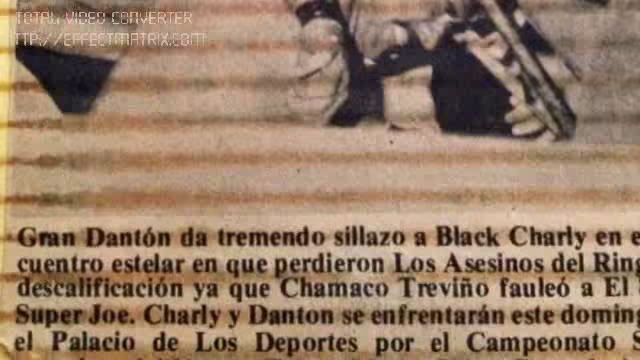 TOTAL VIDEO CONVERTER
TTP://EFFECTMATRIX.COM
Gran Dantón da tremendo sillazo a Black Charly en e
cuentro estelar en que perdieron Los Asesinos del Ring
descalificación ya que Chamaco Treviño fauleó a El
Super Joe. Charly y Danton se enfrentarán este doming
el Palacio de Los Deportes por el Campeonato S